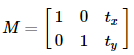 M = [ 1 0 t_x
0 1 t_y ]